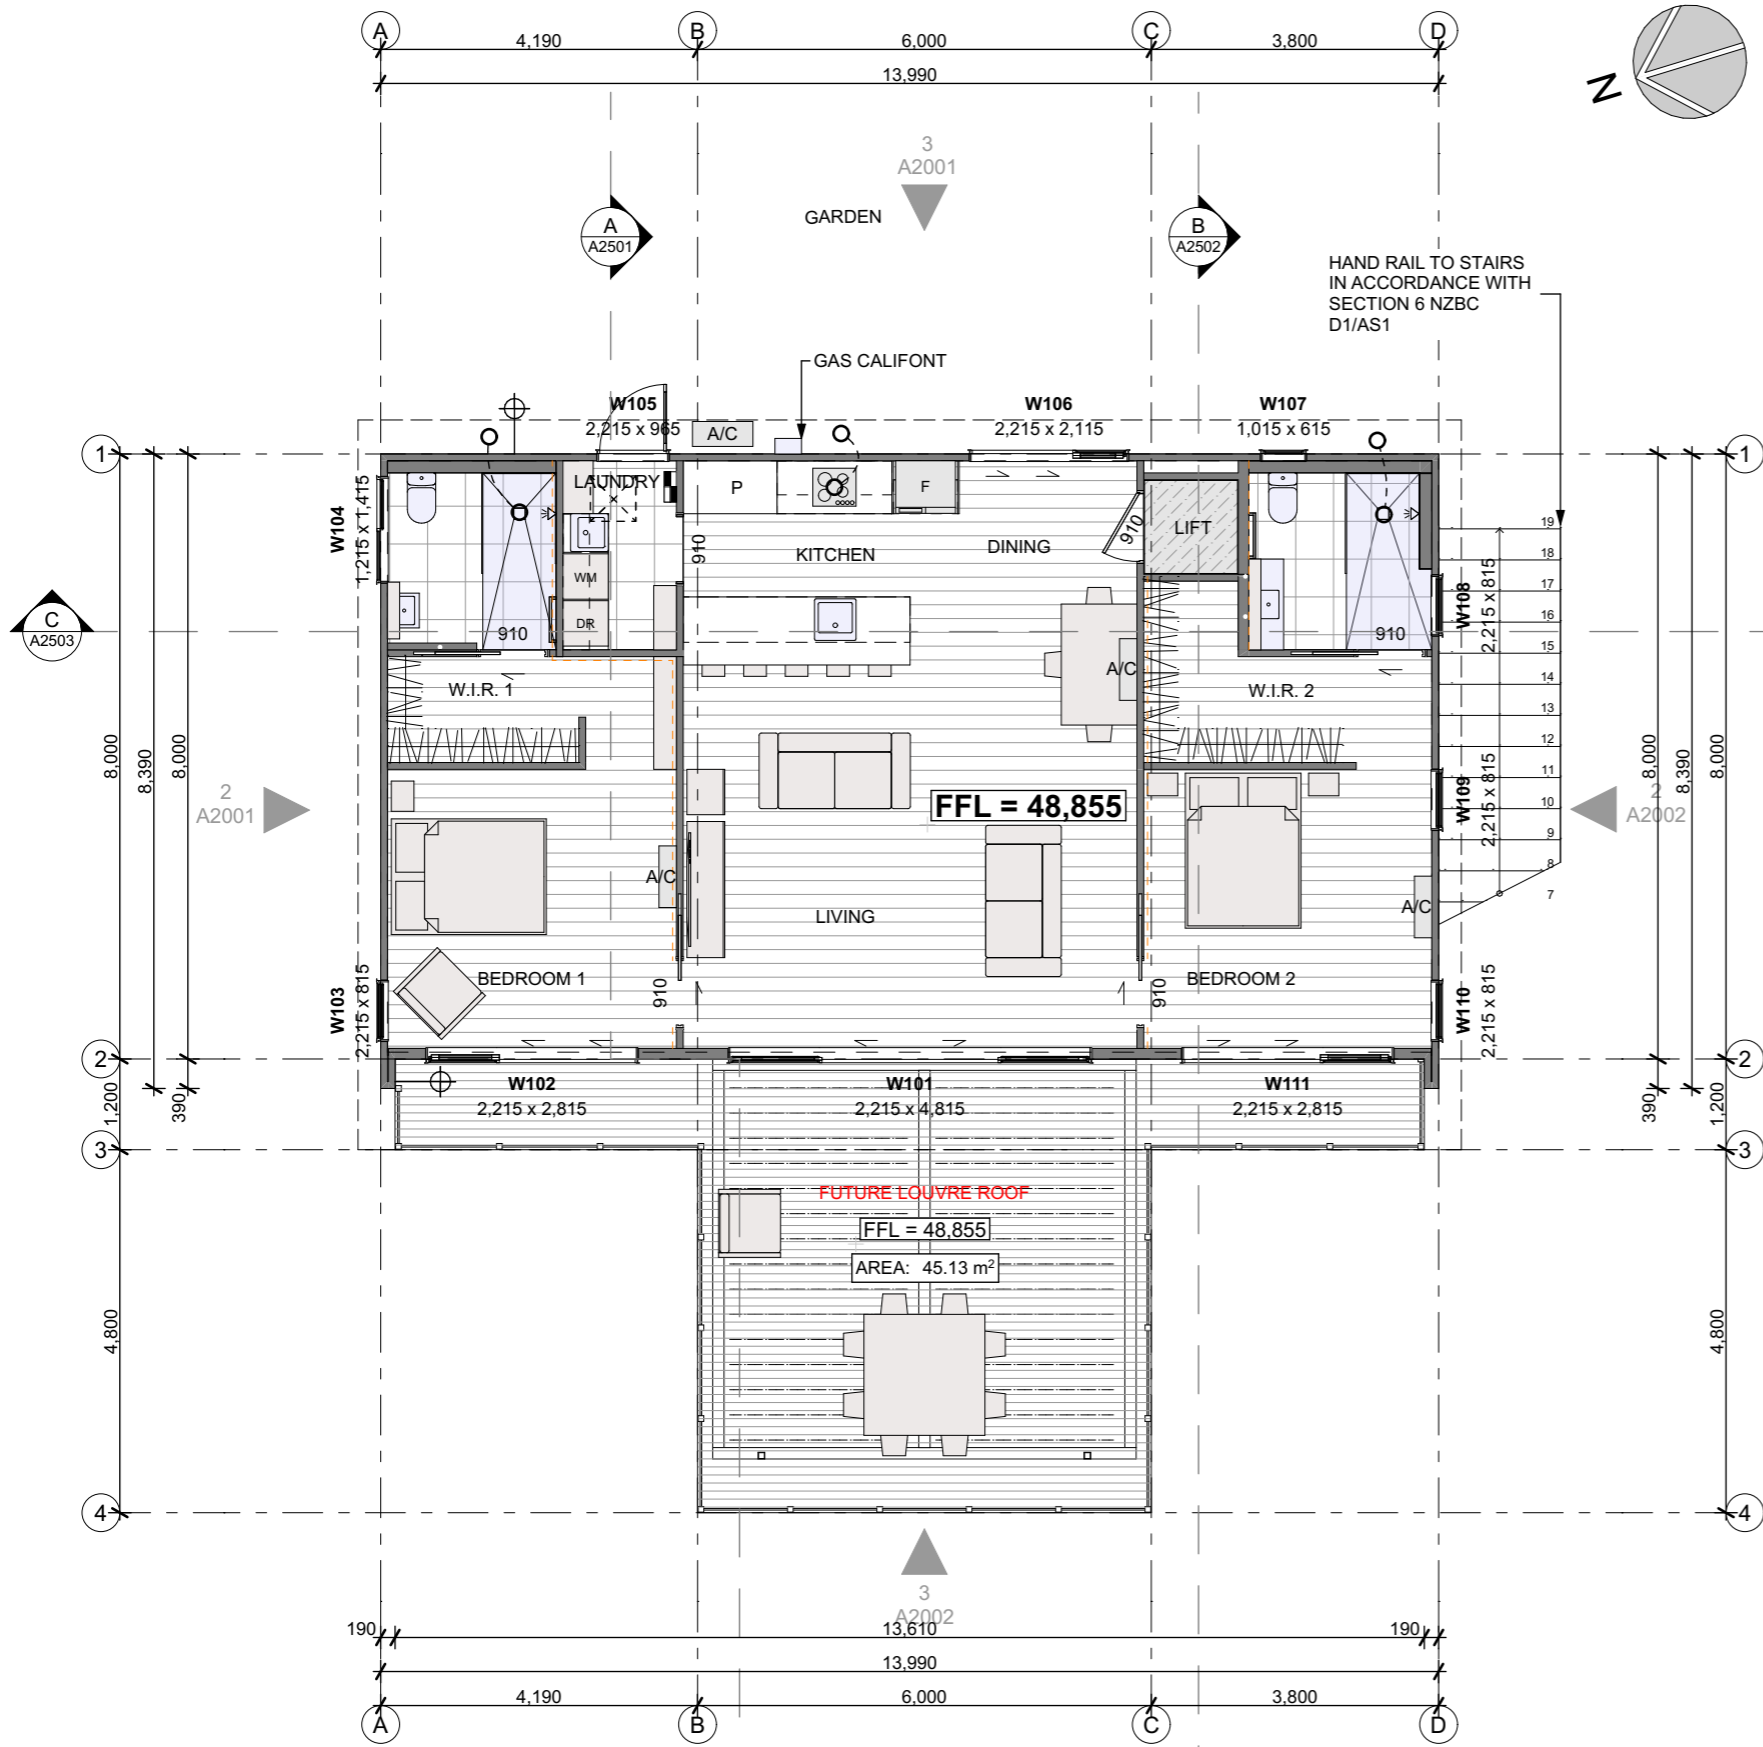 A
B
C
D
4,190
6,000
3,800
13,990
N
3
A2001
GARDEN
A
A2501
B
A2502
HAND RAIL TO STAIRS
IN ACCORDANCE WITH
SECTION 6 NZBC
D1/AS1
GAS CALIFONT
W105
2,215 x 965
A/C
W106
2,215 x 2,115
W107
1,015 x 615
1
1
W104
1,215 x 1,415
LAUNDRY
P
F
910
LIFT
KITCHEN
DINING
910
WM
DR
910
910
C
A2503
19
18
17
16
15
14
13
12
11
10
9
8
7
W108
2,215 x 815
A/C
W.I.R. 1
W.I.R. 2
8,000
8,390
8,000
8,000
8,390
8,000
2
A2001
2
A2002
FFL = 48,855
W109
2,215 x 815
A/C
A/C
LIVING
BEDROOM 1
BEDROOM 2
910
910
W103
2,215 x 815
W110
2,215 x 815
2
2
W102
2,215 x 2,815
W101
2,215 x 4,815
W111
2,215 x 2,815
1,200
390
390
1,200
3
3
FUTURE LOUVRE ROOF
FFL = 48,855
AREA: 45.13 m²
4,800
4,800
4
4
3
A2002
190
13,610
190
13,990
4,190
6,000
3,800
A
B
C
D